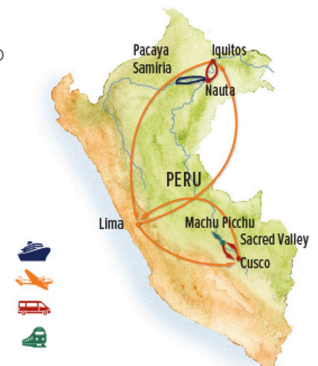 Pacaya
Samiria
Iquitos
Nauta
PERU
Lima
Machu Picchu
Sacred Valley
Cusco